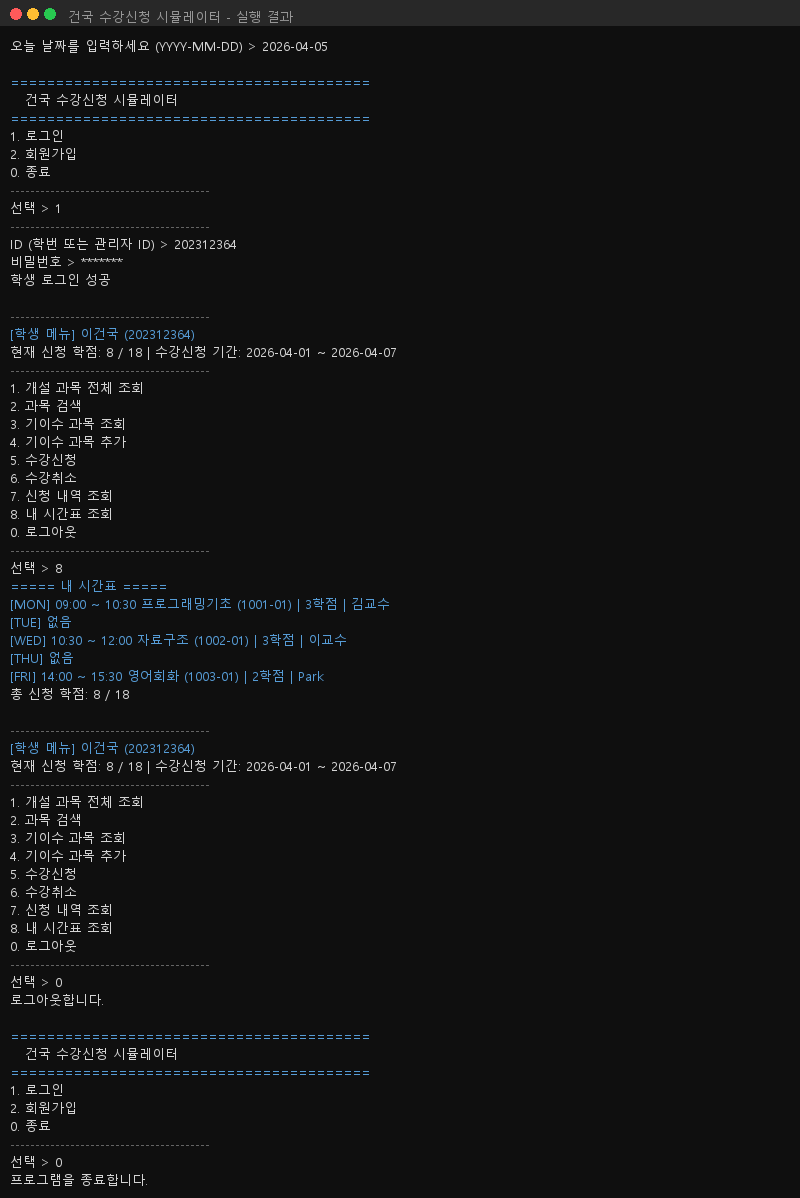 건국 수강신청 시뮬레이터 - 실행 결과
오늘 날짜를 입력하세요 (YYYY-MM-DD) > 2026-04-05
========================================
건국 수강신청 시뮬레이터
========================================
1. 로그인
2. 회원가입
0. 종료
----------------------------------------
선택 > 1
----------------------------------------
ID (학번 또는 관리자 ID) > 202312364
비밀번호 > *******
학생 로그인 성공
----------------------------------------
[학생 메뉴] 이건국 (202312364)
현재 신청 학점: 8 / 18 | 수강신청 기간: 2026-04-01 ~ 2026-04-07
----------------------------------------
1. 개설 과목 전체 조회
2. 과목 검색
3. 기이수 과목 조회
4. 기이수 과목 추가
5. 수강신청
6. 수강취소
7. 신청 내역 조회
8. 내 시간표 조회
0. 로그아웃
----------------------------------------
선택 > 8
===== 내 시간표 =====
[MON] 09:00 ~ 10:30 프로그래밍기초 (1001-01) | 3학점 | 김교수
[TUE] 없음
[WED] 10:30 ~ 12:00 자료구조 (1002-01) | 3학점 | 이교수
[THU] 없음
[FRI] 14:00 ~ 15:30 영어회화 (1003-01) | 2학점 | Park
총 신청 학점: 8 / 18
----------------------------------------
[학생 메뉴] 이건국 (202312364)
현재 신청 학점: 8 / 18 | 수강신청 기간: 2026-04-01 ~ 2026-04-07
----------------------------------------
1. 개설 과목 전체 조회
2. 과목 검색
3. 기이수 과목 조회
4. 기이수 과목 추가
5. 수강신청
6. 수강취소
7. 신청 내역 조회
8. 내 시간표 조회
0. 로그아웃
----------------------------------------
선택 > 0
로그아웃합니다.
========================================
건국 수강신청 시뮬레이터
========================================
1. 로그인
2. 회원가입
0. 종료
----------------------------------------
선택 > 0
프로그램을 종료합니다.